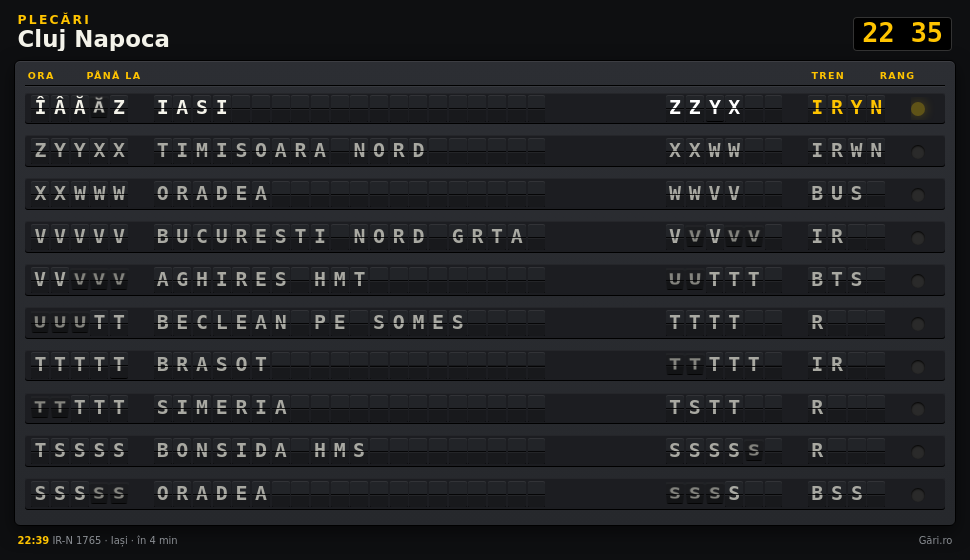 PLECĂRI
Cluj Napoca
22 35
ORA PÂNĂ LA TREN RANG
ÎÂĂĂZ IASI ZZYX IRYN
ZYYXX TIMISOARA NORD XXWW IRWN
XXWWW ORADEA WWVV BUS
VVVVV BUCURESTI NORD GRTA VVVVV IR
VVVVV AGHIRES HMT UUTTT BTS
UUUTT BECLEAN PE SOMES TTTT R
TTTTT BRASOT TTTTT IR
TTTTT SIMERIA TSTT R
TSSSS BONSIDA HMS SSSSS R
SSSSS ORADEA SSSS BSS
22:39 IR-N 1765 · Iași · în 4 min
Gări.ro